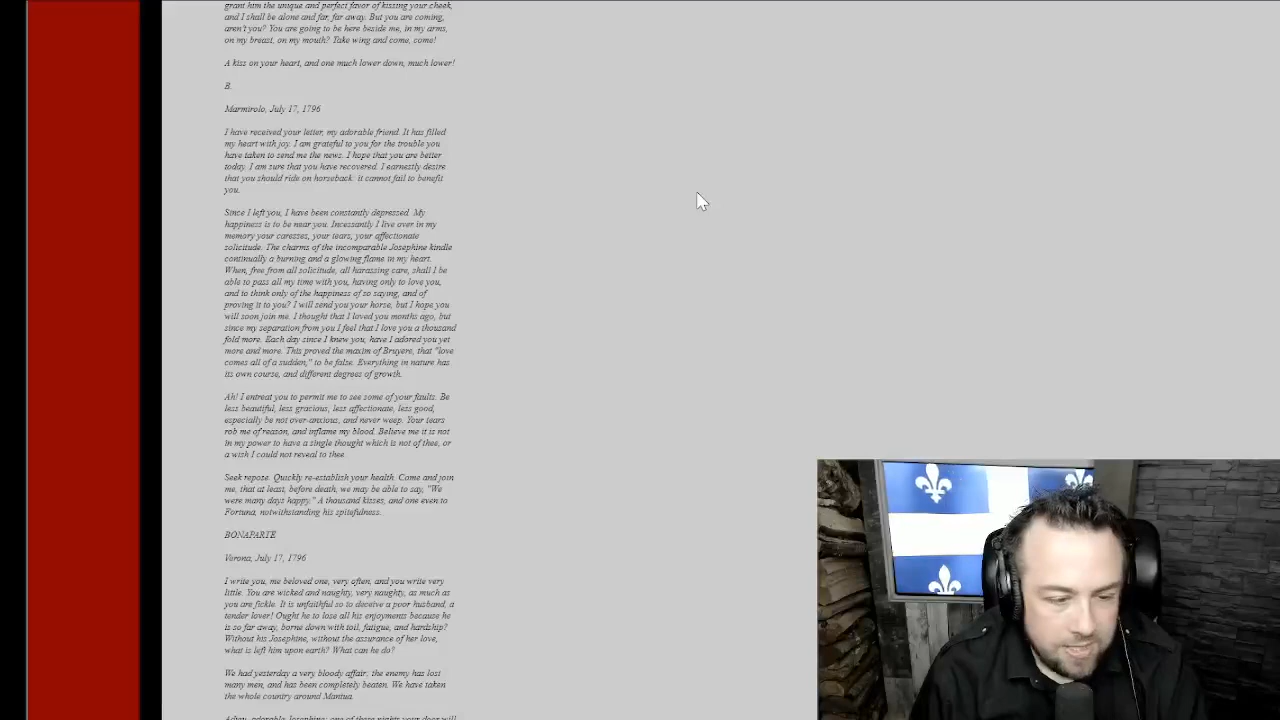 grant him the unique and perfect favor of kissing your cheek,
and I shall be alone and far, far away. But you are coming,
aren't you? You are going to be here beside me, in my arms,
on my breast, on my mouth? Take wing and come, come!
A kiss on your heart, and one much lower down, much lower!
B.
Marmirolo, July 17, 1796
I have received your letter, my adorable friend. It has filled
my heart with joy. I am grateful to you for the trouble you
have taken to send me the news. I hope that you are better
today. I am sure that you have recovered. I earnestly desire
that you should ride on horseback: it cannot fail to benefit
you.
Since I left you, I have been constantly depressed. My
happiness is to be near you. Incessantly I live over in my
memory your caresses, your tears, your affectionate
solicitude. The charms of the incomparable Josephine kindle
continually a burning and a glowing flame in my heart.
When, free from all solicitude, all harassing care, shall I be
able to pass all my time with you, having only to love you,
and to think only of the happiness of so saying, and of
proving it to you? I will send you your horse, but I hope you
will soon join me. I thought that I loved you months ago, but
since my separation from you I feel that I love you a thousand
fold more. Each day since I knew you, have I adored you yet
more and more. This proved the maxim of Bruyere, that "love
comes all of a sudden," to be false. Everything in nature has
its own course, and different degrees of growth.
Ah! I entreat you to permit me to see some of your faults. Be
less beautiful, less gracious, less affectionate, less good,
especially be not over-anxious, and never weep. Your tears
rob me of reason, and inflame my blood. Believe me it is not
in my power to have a single thought which is not of thee, or
a wish I could not reveal to thee.
Seek repose. Quickly re-establish your health. Come and join
me, that at least, before death, we may be able to say, "We
were many days happy." A thousand kisses, and one even to
Fortuna, notwithstanding his spitefulness.
BONAPARTE
Verona, July 17, 1796
I write you, me beloved one, very often, and you write very
little. You are wicked and naughty, very naughty, as much as
you are fickle. It is unfaithful so to deceive a poor husband, a
tender lover! Ought he to lose all his enjoyments because he
is so far away, borne down with toil, fatigue, and hardship?
Without his Josephine, without the assurance of her love,
what is left him upon earth? What can he do?
We had yesterday a very bloody affair; the enemy has lost
many men, and has been completely beaten. We have taken
the whole country around Mantua.
Adieu, adorable Josephine; one of these nights your door will